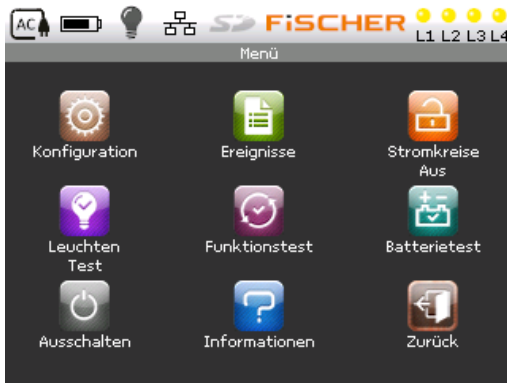 AC
SD FiSCHER
L1 L2 L3 L4
Menü
Konfiguration
Ereignisse
Stromkreise
Aus
Leuchten
Test
Funktionstest
Batterietest
Ausschalten
Informationen
Zurück